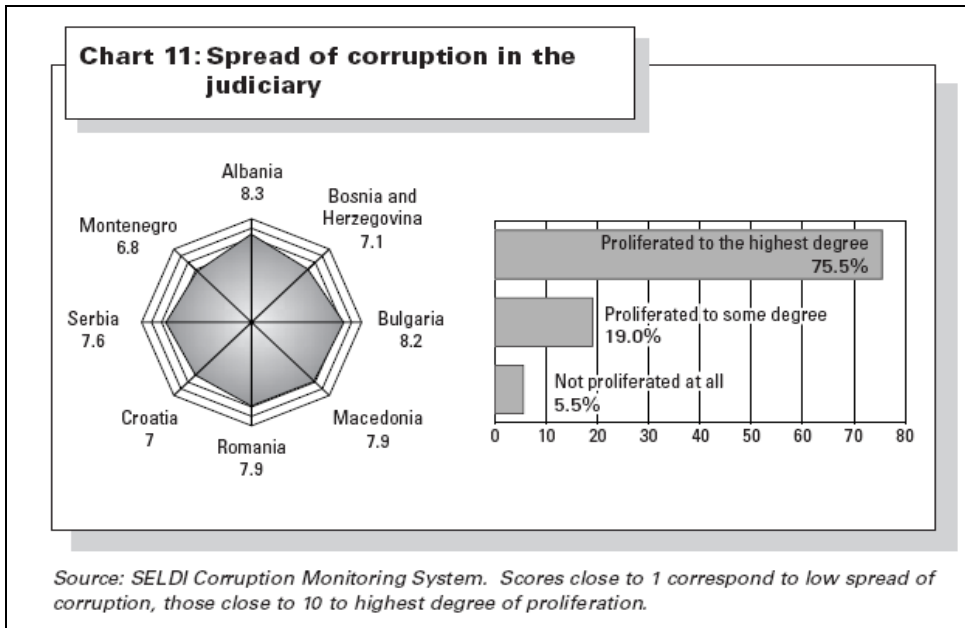 Chart 11: Spread of corruption in the
judiciary
Albania
8.3
Bosnia and
Herzegovina
7.1
Bulgaria
8.2
Macedonia
7.9
Romania
7.9
Croatia
7
Serbia
7.6
Montenegro
6.8
Proliferated to the highest degree
75.5%
Proliferated to some degree
19.0%
Not proliferated at all
5.5%
0 10 20 30 40 50 60 70 80
Source: SELDI Corruption Monitoring System. Scores close to 1 correspond to low spread of
corruption, those close to 10 to highest degree of proliferation.